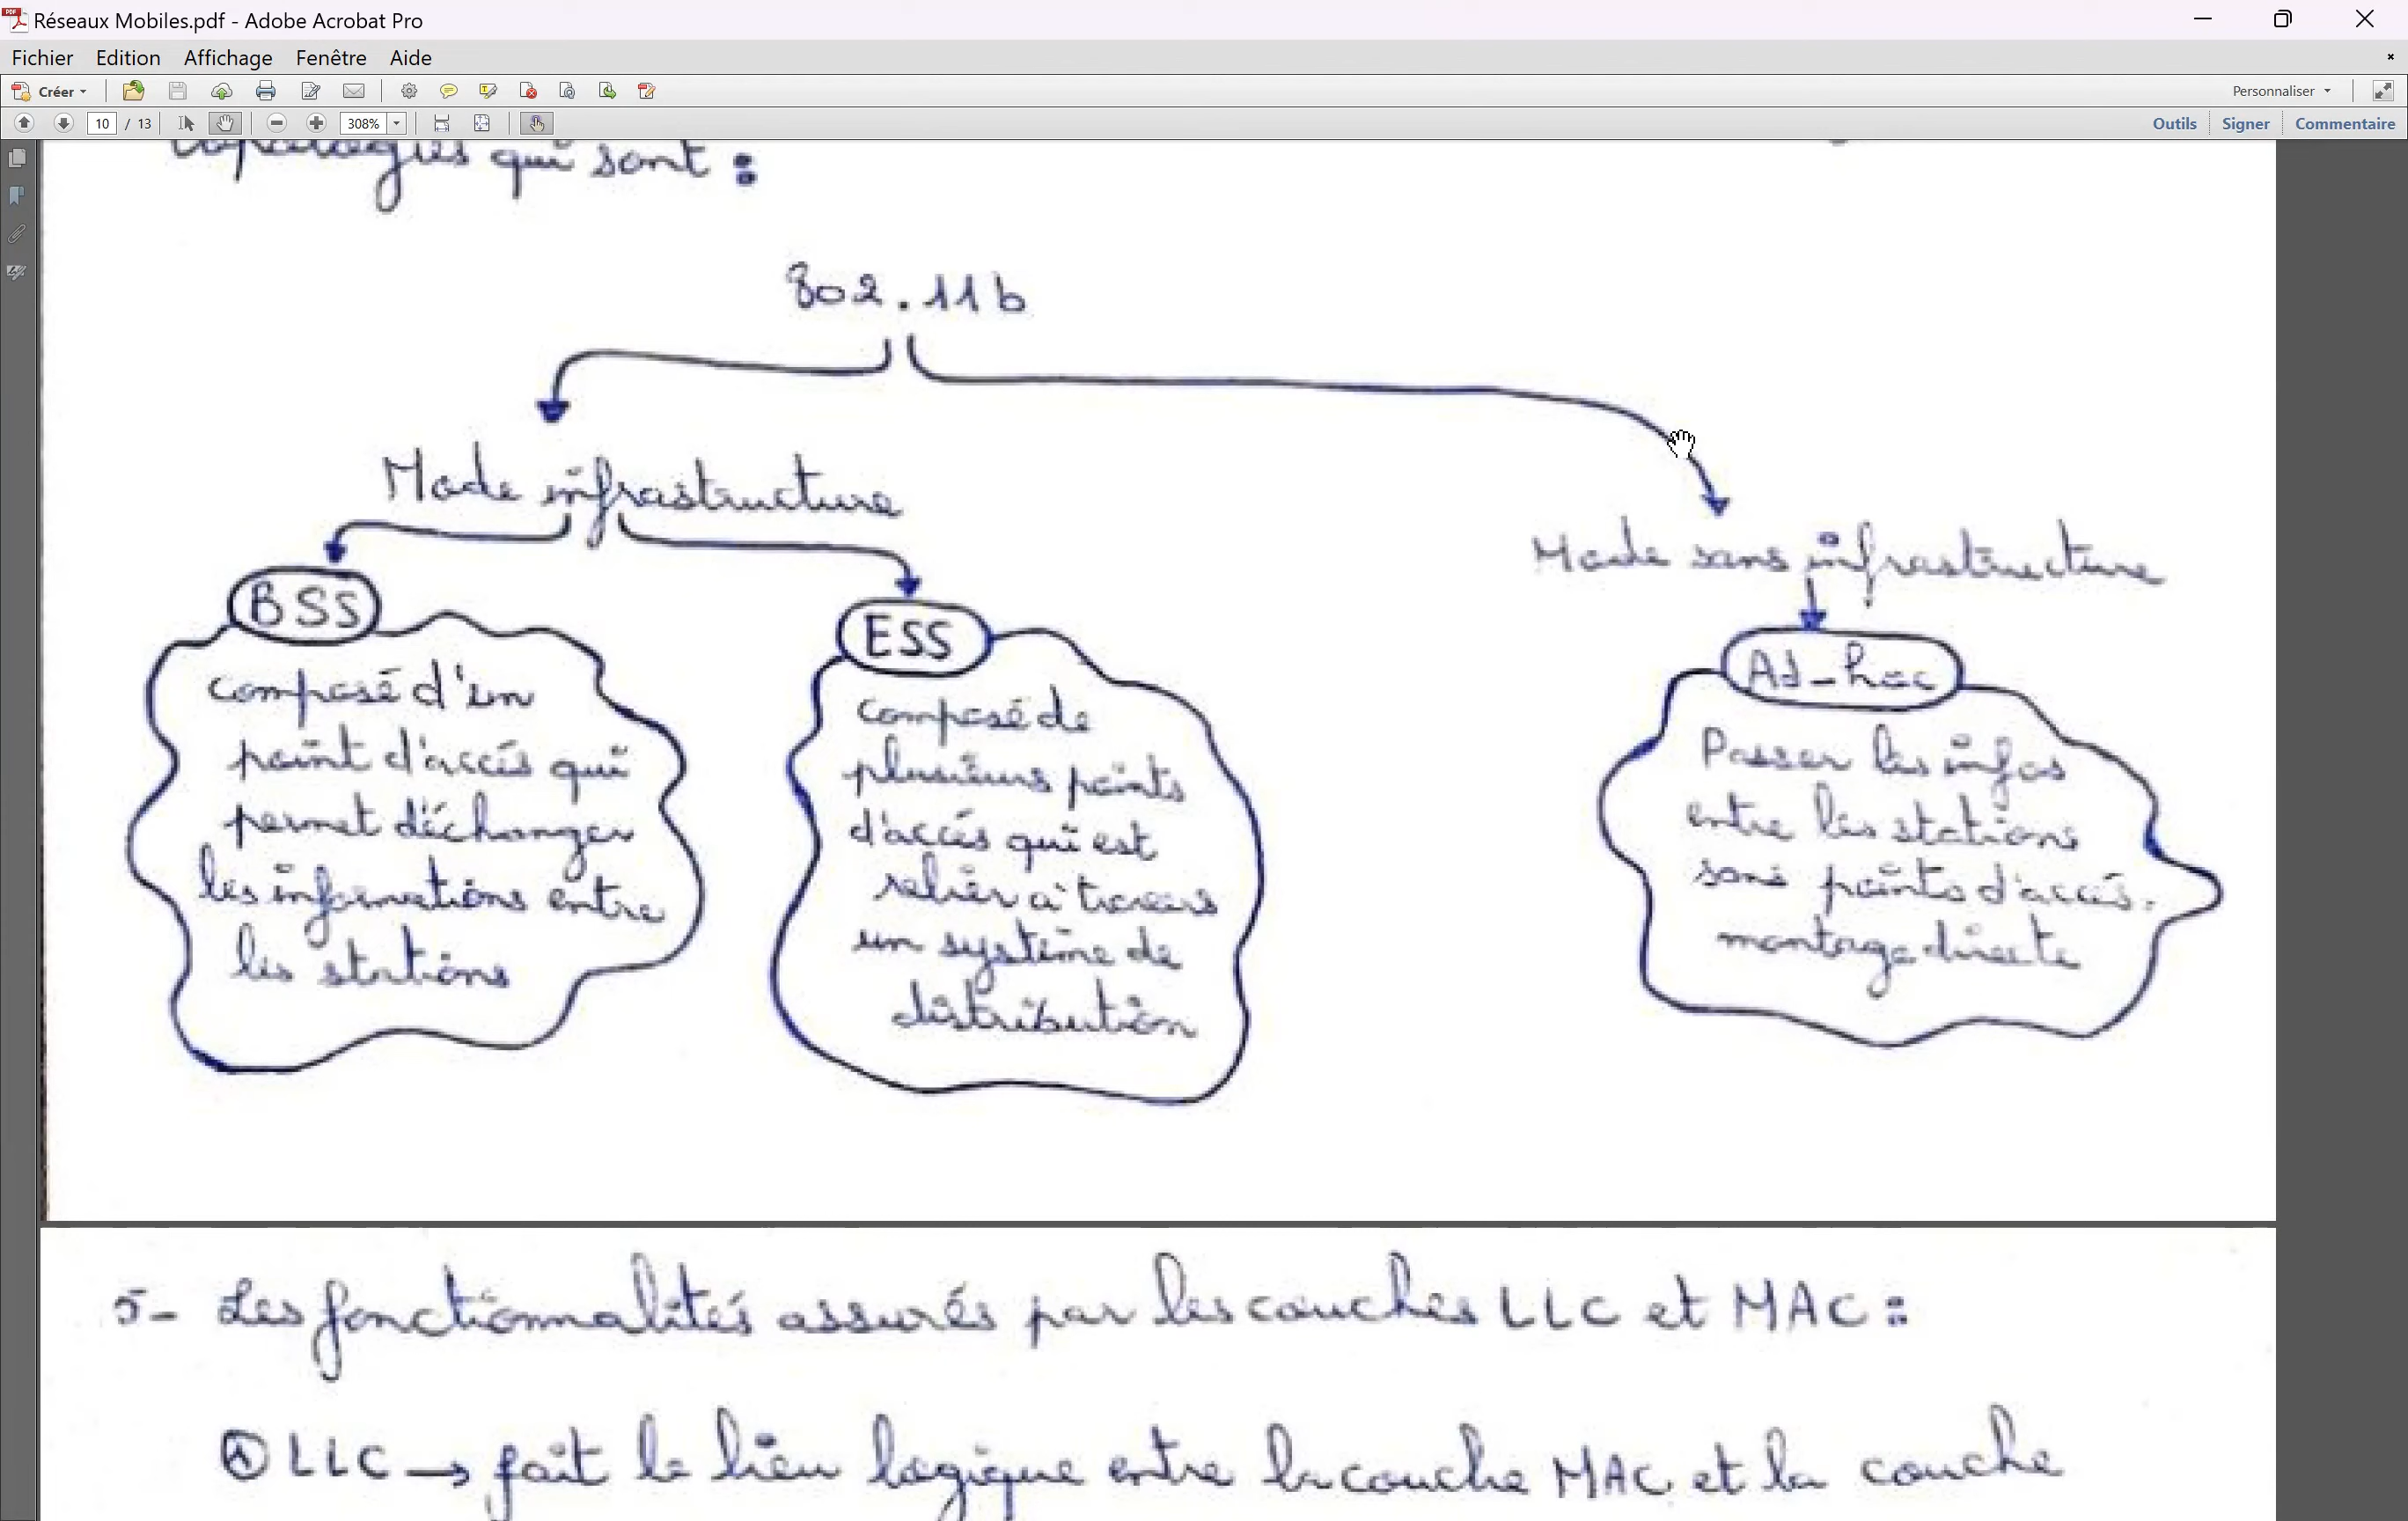 Réseaux Mobiles.pdf - Adobe Acrobat Pro
Fichier Edition Affichage Fenêtre Aide
Créer
Personnaliser
10 / 13
308%
Outils Signer Commentaire
topologies qui sont :
802.11b
Mode infrastructure
Mode sans infrastructure
BSS
composé d'un
point d'accés qui
permet d'échanger
les informations entre
les stations
ESS
composé de
plusieurs points
d'accés qui est
relier à travers
un système de
distribution
Ad-hoc
Passer les infos
entre les stations
sans points d'accés.
montage directe
5- Les fonctionnalités assurés par les couches LLC et MAC :
LLC → fait le lien logique entre la couche MAC et la couche